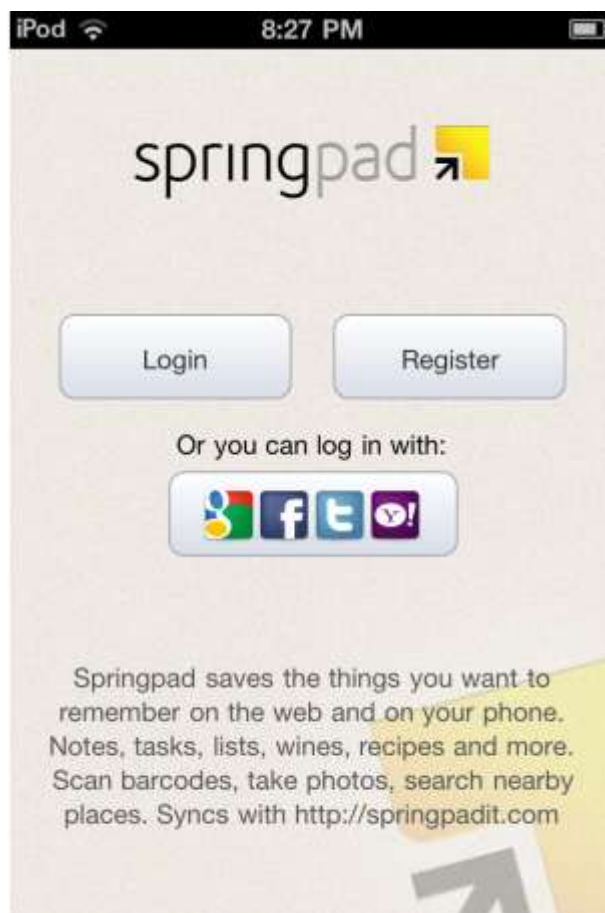 iPod 8:27 PM
springpad
Login Register
Or you can log in with:
g f t Y!
Springpad saves the things you want to
remember on the web and on your phone.
Notes, tasks, lists, wines, recipes and more.
Scan barcodes, take photos, search nearby
places. Syncs with http://springpadit.com